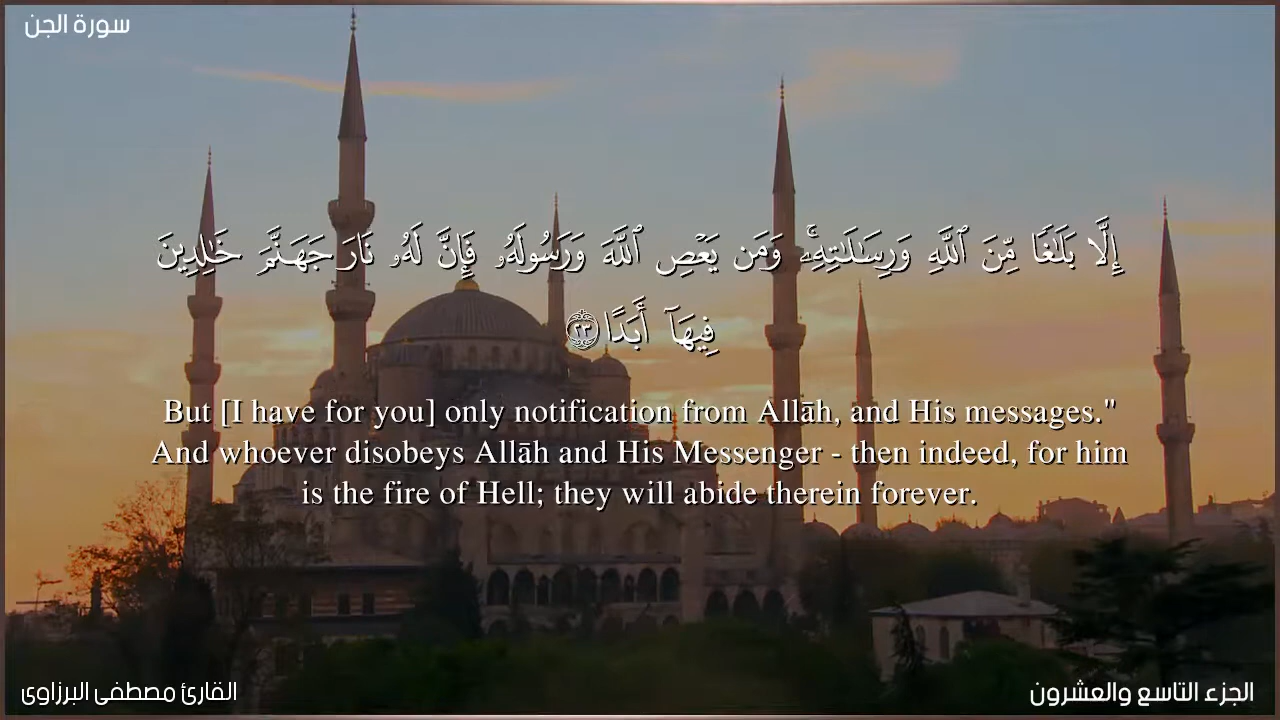 سورة الجن
إِلَّا بَلَٰغًا مِّنَ ٱللَّهِ وَرِسَٰلَٰتِهِۦۚ وَمَن يَعْصِ ٱللَّهَ وَرَسُولَهُۥ فَإِنَّ لَهُۥ نَارَ جَهَنَّمَ خَٰلِدِينَ
فِيهَآ أَبَدًا ٢٣
But [I have for you] only notification from Allāh, and His messages."
And whoever disobeys Allāh and His Messenger - then indeed, for him
is the fire of Hell; they will abide therein forever.
الجزء التاسع والعشرون
القارئ مصطفى البرزاوى